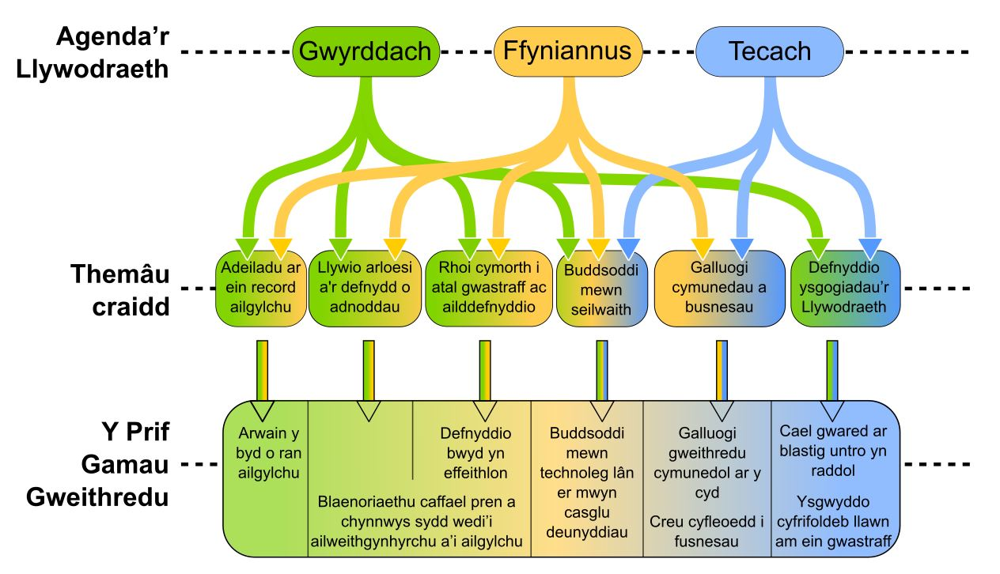 Agenda’r
Llywodraeth
Gwyrddach
Ffyniannus
Tecach
Themâu
craidd
Adeiladu ar
ein record
ailgylchu
Llywio arloesi
a'r defnydd o
adnoddau
Rhoi cymorth i
atal gwastraff ac
ailddefnyddio
Buddsoddi
mewn
seilwaith
Galluogi
cymunedau a
busnesau
Defnyddio
ysgogiadau’r
Llywodraeth
Y Prif
Gamau
Gweithredu
Arwain y
byd o ran
ailgylchu
Defnyddio
bwyd yn
effeithlon
Blaenoriaethu caffael pren a
chynnwys sydd wedi’i
ailweithgynhyrchu a’i ailgylchu
Buddsoddi
mewn
technoleg lân
er mwyn
casglu
deunyddiau
Galluogi
gweithredu
cymunedol ar y
cyd
Creu cyfleoedd i
fusnesau
Cael gwared ar
blastig untro yn
raddol
Ysgwyddo
cyfrifoldeb llawn
am ein gwastraff